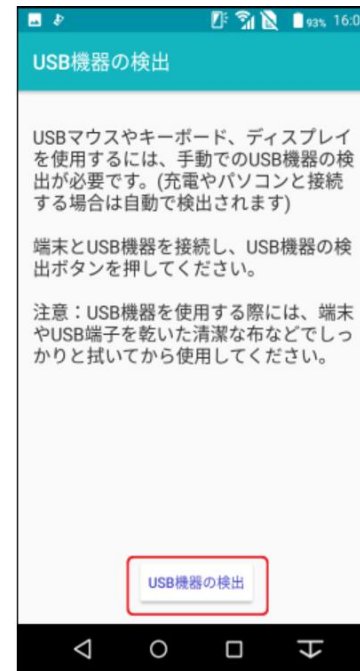 93% 16:0
USB機器の検出
USBマウスやキーボード、ディスプレイ
を使用するには、手動でのUSB機器の検
出が必要です。(充電やパソコンと接続
する場合は自動で検出されます)
端末とUSB機器を接続し、USB機器の検
出ボタンを押してください。
注意：USB機器を使用する際には、端末
やUSB端子を乾いた清潔な布などでしっ
かりと拭いてから使用してください。
USB機器の検出